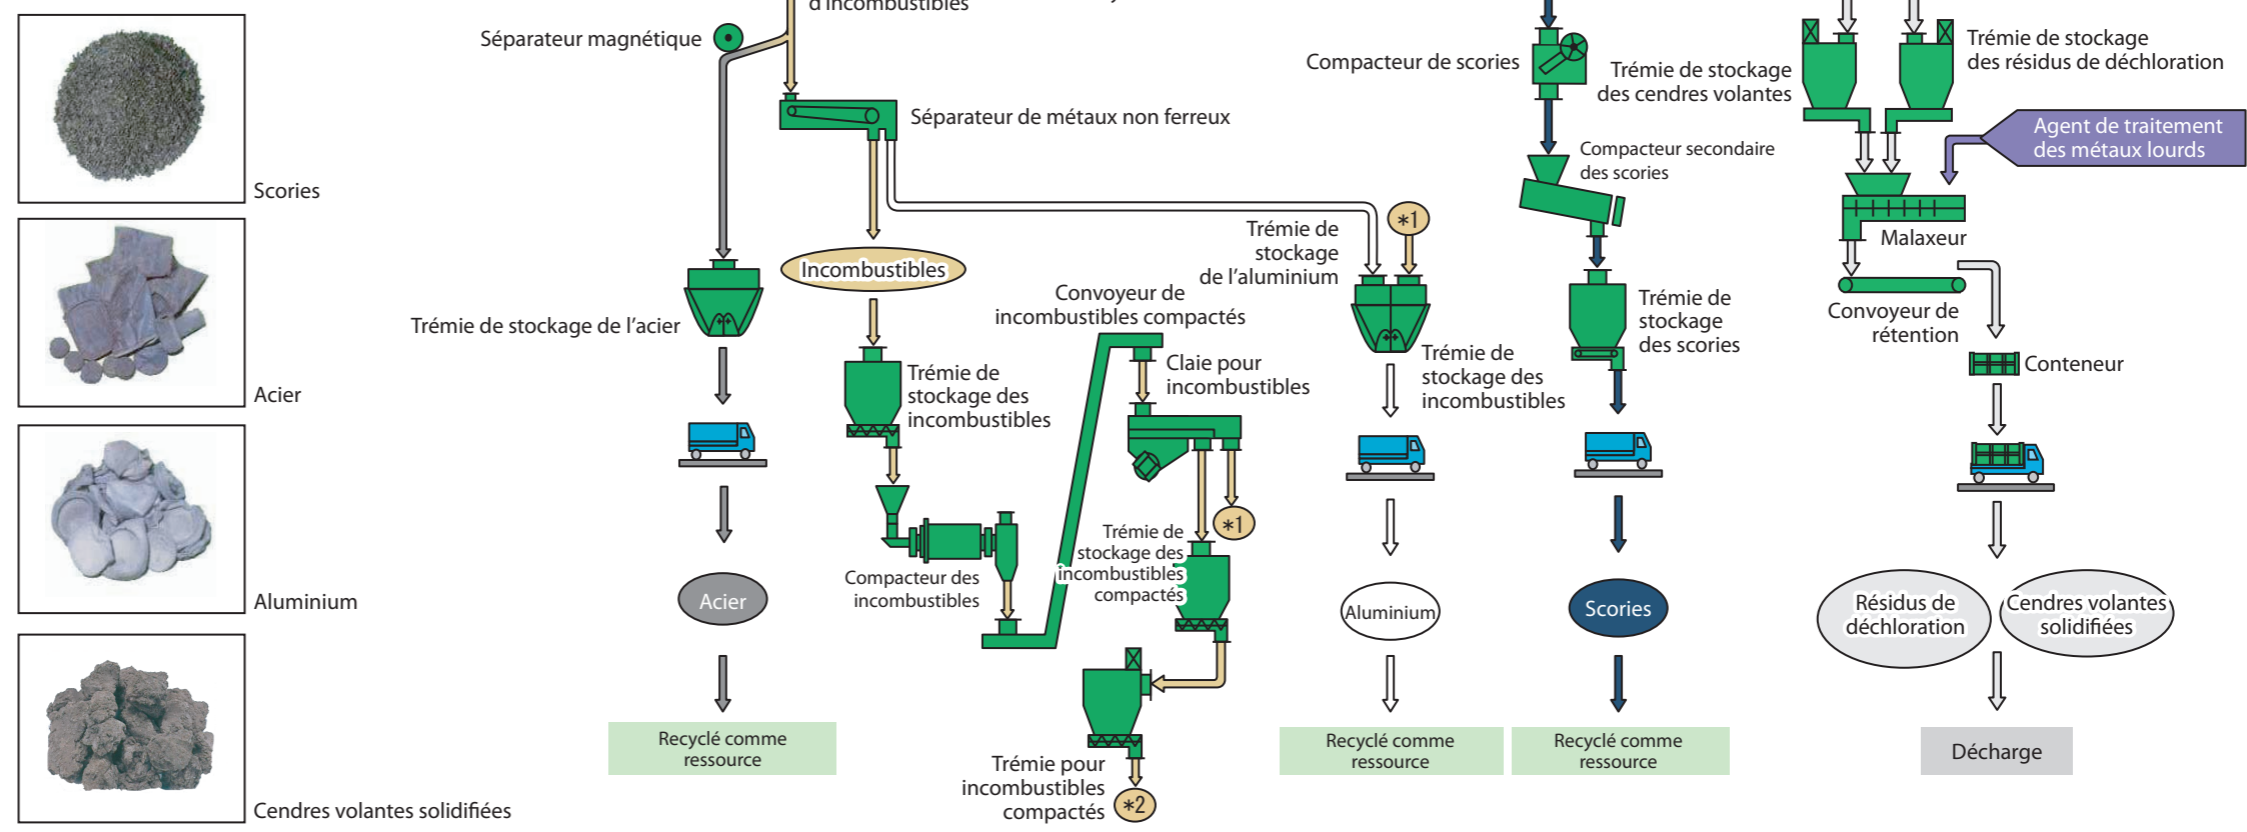 d'incombustibles
Séparateur magnétique
Séparateur de métaux non ferreux
Compacteur de scories
Trémie de stockage
des cendres volantes
Trémie de stockage
des résidus de déchloration
Agent de traitement
des métaux lourds
Compacteur secondaire
des scories
Malaxeur
Convoyeur de
rétention
Conteneur
Scories
Acier
Aluminium
Cendres volantes solidifiées
Trémie de stockage de l'acier
Incombustibles
Trémie de
stockage des
incombustibles
Compacteur des
incombustibles
Convoyeur de
incombustibles compactés
Claie pour
incombustibles
*1
Trémie de
stockage des
incombustibles
compactés
Trémie pour
incombustibles
compactés
*2
Trémie de
stockage
de l'aluminium
*1
Trémie de
stockage des
incombustibles
Trémie de
stockage
des scories
Acier
Aluminium
Scories
Résidus de
déchloration
Cendres volantes
solidifiées
Recyclé comme
ressource
Recyclé comme
ressource
Recyclé comme
ressource
Décharge